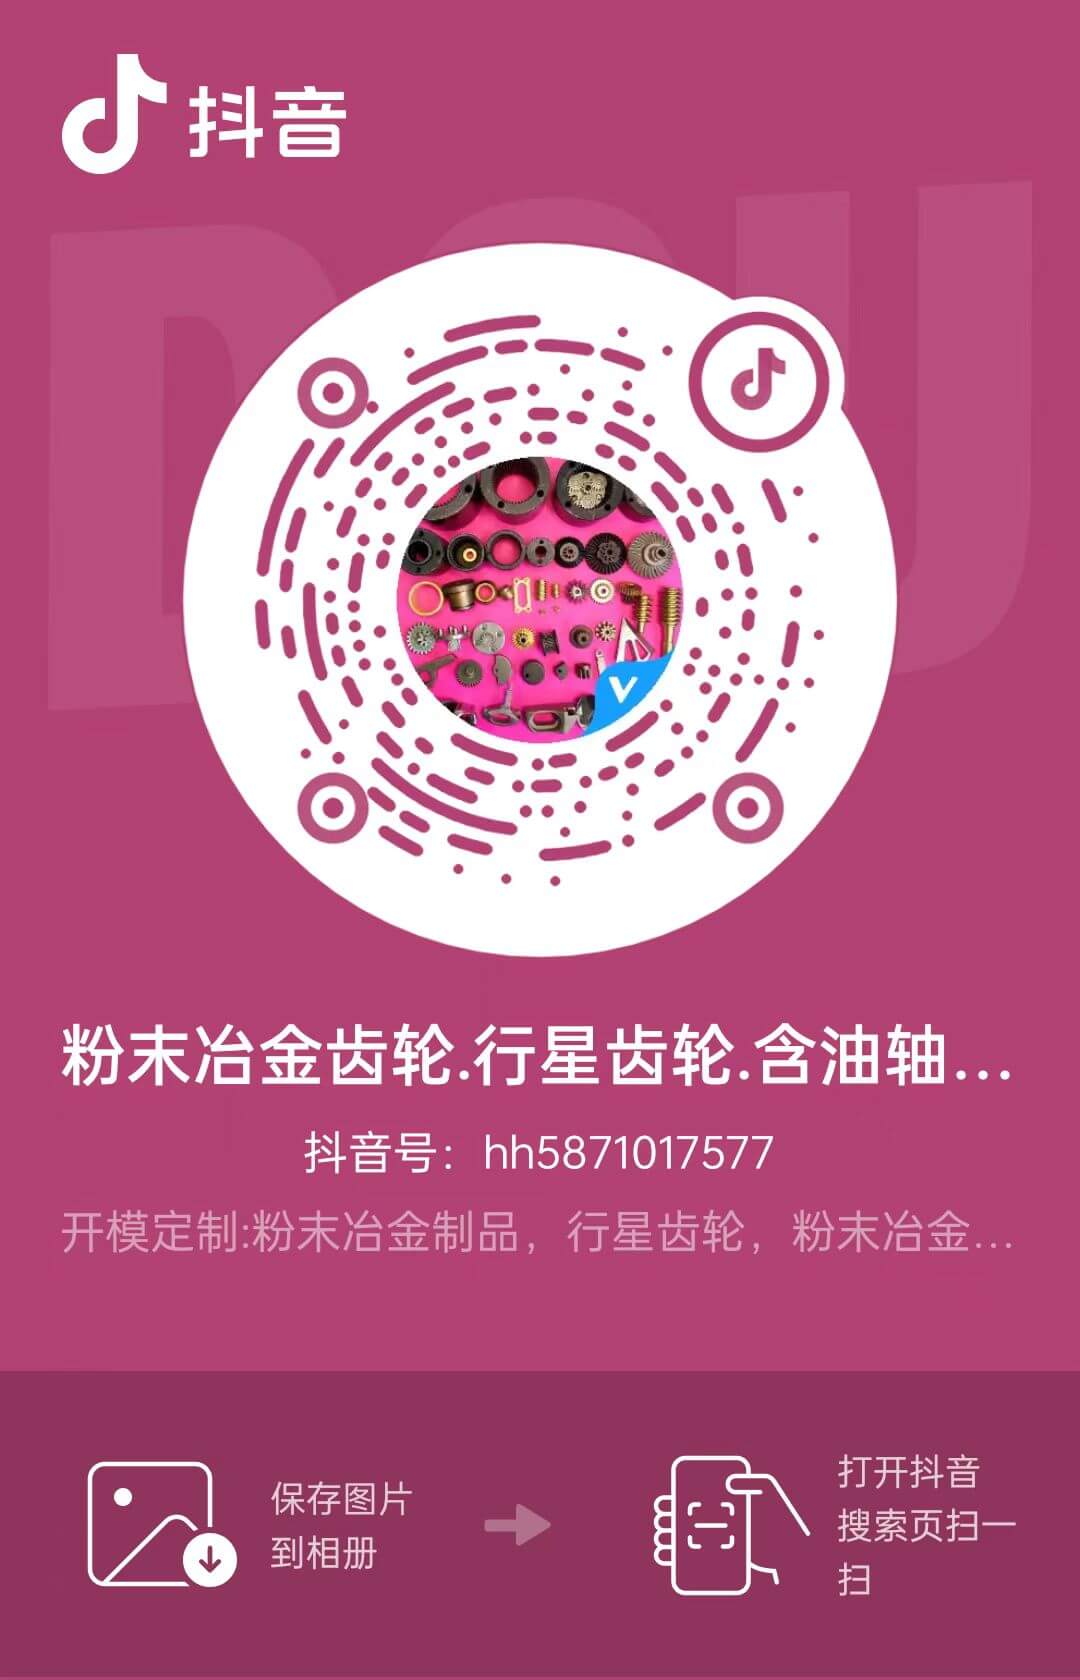 抖音
DOU
粉末冶金齿轮.行星齿轮.含油轴...
抖音号：hh5871017577
开模定制:粉末冶金制品，行星齿轮，粉末冶金...
保存图片
到相册
打开抖音
搜索页扫一
扫